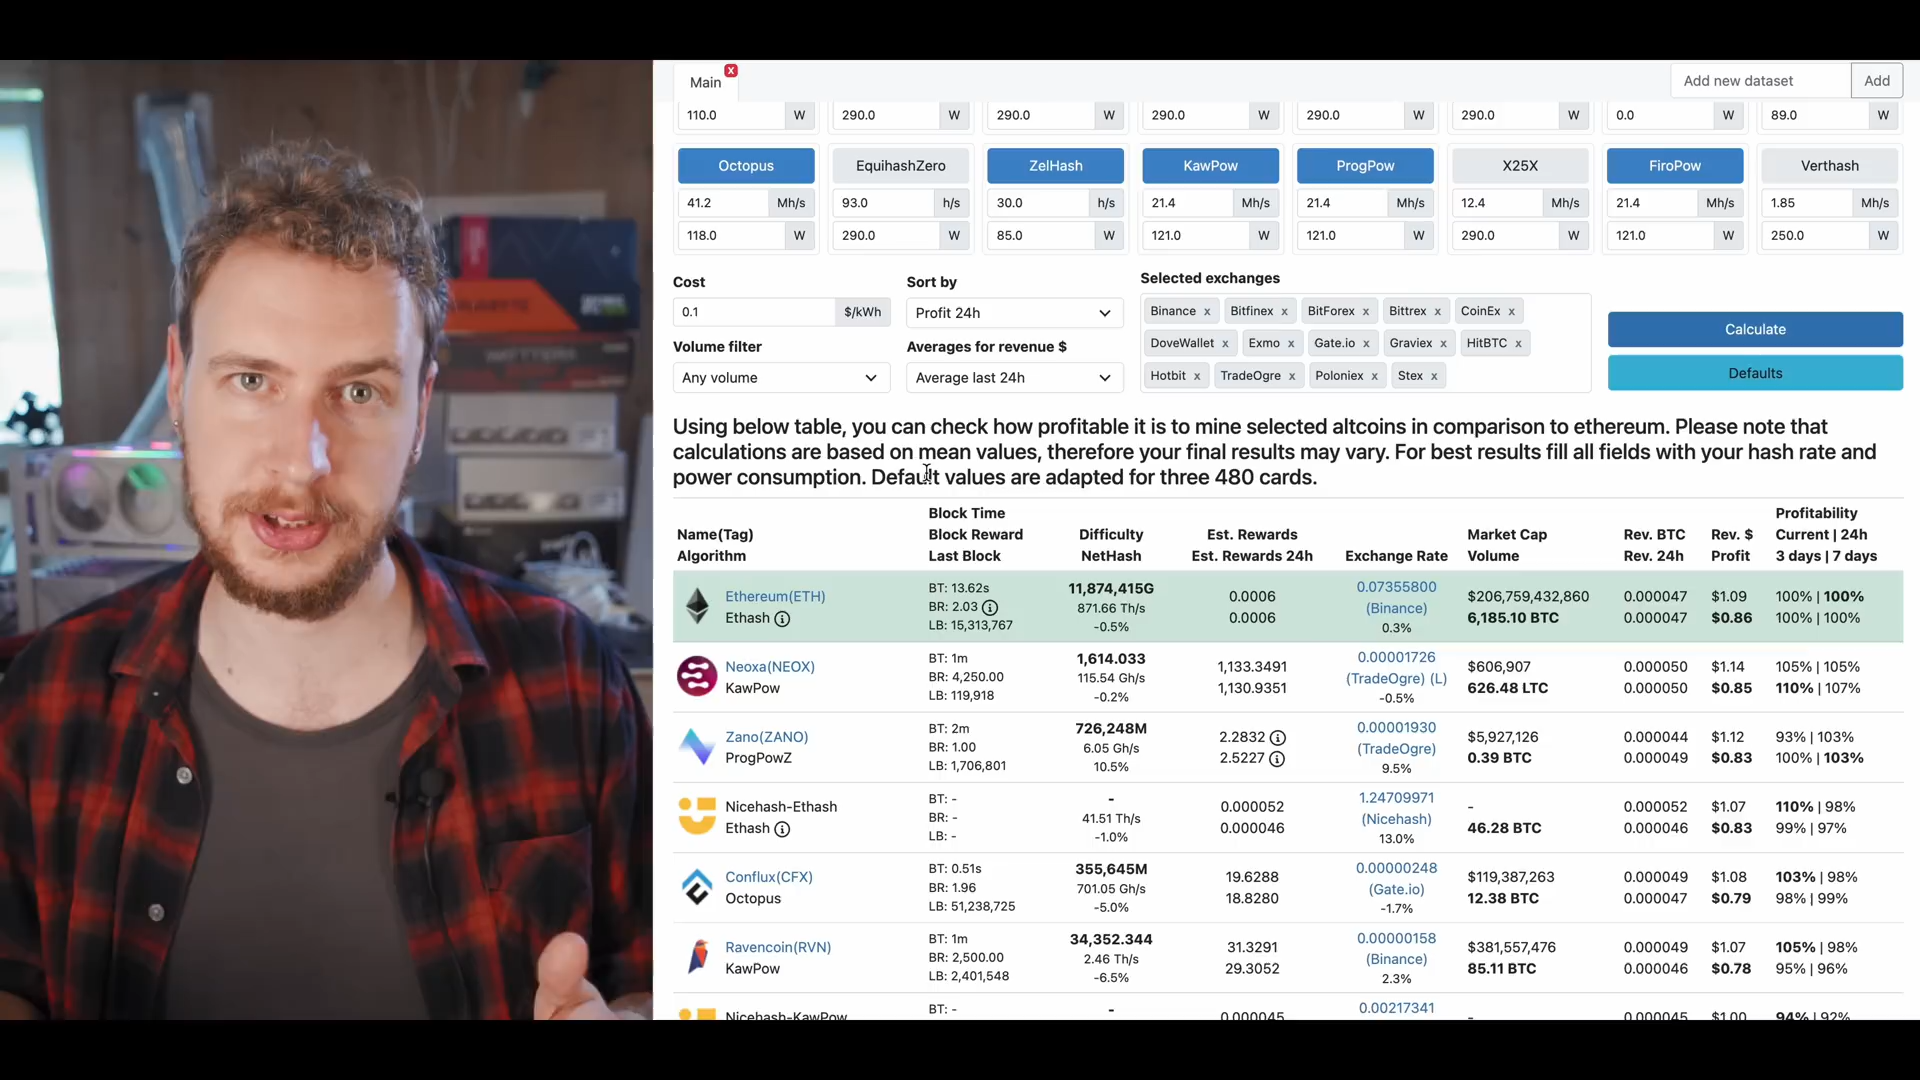 Main x Add new dataset Add
110.0 W 290.0 W 290.0 W 290.0 W 290.0 W 290.0 W 0.0 W 89.0 W
Octopus EquihashZero ZelHash KawPow ProgPow X25X FiroPow Verthash
41.2 Mh/s 93.0 h/s 30.0 h/s 21.4 Mh/s 21.4 Mh/s 12.4 Mh/s 21.4 Mh/s 1.85 Mh/s
118.0 W 290.0 W 85.0 W 121.0 W 121.0 W 290.0 W 121.0 W 250.0 W
Cost Sort by Selected exchanges
0.1 $/kWh Profit 24h Binance x Bitfinex x BitForex x Bittrex x CoinEx x
Calculate
Volume filter Averages for revenue $ DoveWallet x Exmo x Gate.io x Graviex x HitBTC x
Any volume Average last 24h Hotbit x TradeOgre x Poloniex x Stex x
Defaults
Using below table, you can check how profitable it is to mine selected altcoins in comparison to ethereum. Please note that
calculations are based on mean values, therefore your final results may vary. For best results fill all fields with your hash rate and
power consumption. Default values are adapted for three 480 cards.
Block Time Profitability
Name(Tag) Block Reward Difficulty Est. Rewards Market Cap Rev. BTC Rev. $ Current | 24h
Algorithm Last Block NetHash Est. Rewards 24h Exchange Rate Volume Rev. 24h Profit 3 days | 7 days
BT: 13.62s 11,874,415G 0.07355800
Ethereum(ETH) BR: 2.03 871.66 Th/s 0.0006 (Binance) $206,759,432,860 0.000047 $1.09 100% | 100%
Ethash LB: 15,313,767 -0.5% 0.0006 0.3% 6,185.10 BTC 0.000047 $0.86 100% | 100%
BT: 1m 1,614.033 0.00001726
Neoxa(NEOX) BR: 4,250.00 115.54 Gh/s 1,133.3491 (TradeOgre) (L) $606,907 0.000050 $1.14 105% | 105%
KawPow LB: 119,918 -0.2% 1,130.9351 -0.5% 626.48 LTC 0.000050 $0.85 110% | 107%
BT: 2m 726,248M 0.00001930
Zano(ZANO) BR: 1.00 6.05 Gh/s 2.2832 (TradeOgre) $5,927,126 0.000044 $1.12 93% | 103%
ProgPowZ LB: 1,706,801 10.5% 2.5227 9.5% 0.39 BTC 0.000049 $0.83 100% | 103%
BT: - - 1.24709971
Nicehash-Ethash BR: - 41.51 Th/s 0.000052 (Nicehash) - 0.000052 $1.07 110% | 98%
Ethash LB: - -1.0% 0.000046 13.0% 46.28 BTC 0.000046 $0.83 99% | 97%
BT: 0.51s 355,645M 0.00000248
Conflux(CFX) BR: 1.96 701.05 Gh/s 19.6288 (Gate.io) $119,387,263 0.000049 $1.08 103% | 98%
Octopus LB: 51,238,725 -5.0% 18.8280 -1.7% 12.38 BTC 0.000047 $0.79 98% | 99%
BT: 1m 34,352.344 0.00000158
Ravencoin(RVN) BR: 2,500.00 2.46 Th/s 31.3291 (Binance) $381,557,476 0.000049 $1.07 105% | 98%
KawPow LB: 2,401,548 -6.5% 29.3052 2.3% 85.11 BTC 0.000046 $0.78 95% | 96%
BT: - - 0.00217341
Nicehash-KawPow 0.000045 - 0.000045 $1.00 94% | 92%